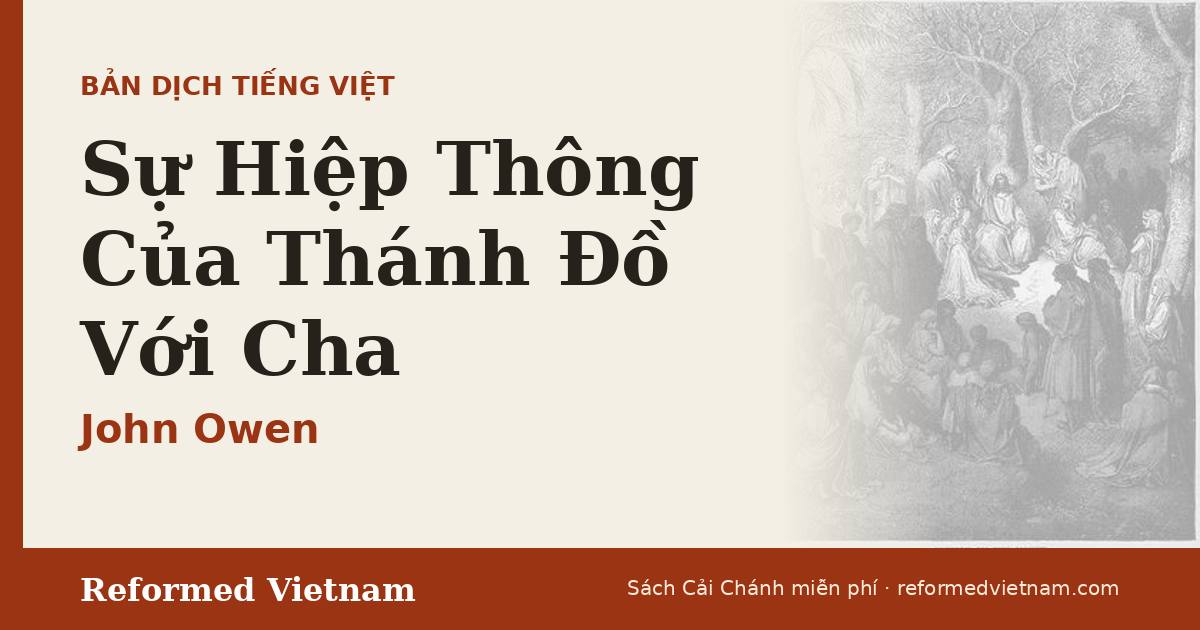 BẢN DỊCH TIẾNG VIỆT
Sự Hiệp Thông
Của Thánh Đồ
Với Cha
John Owen
Reformed Vietnam
Sách Cải Chánh miễn phí · reformedvietnam.com